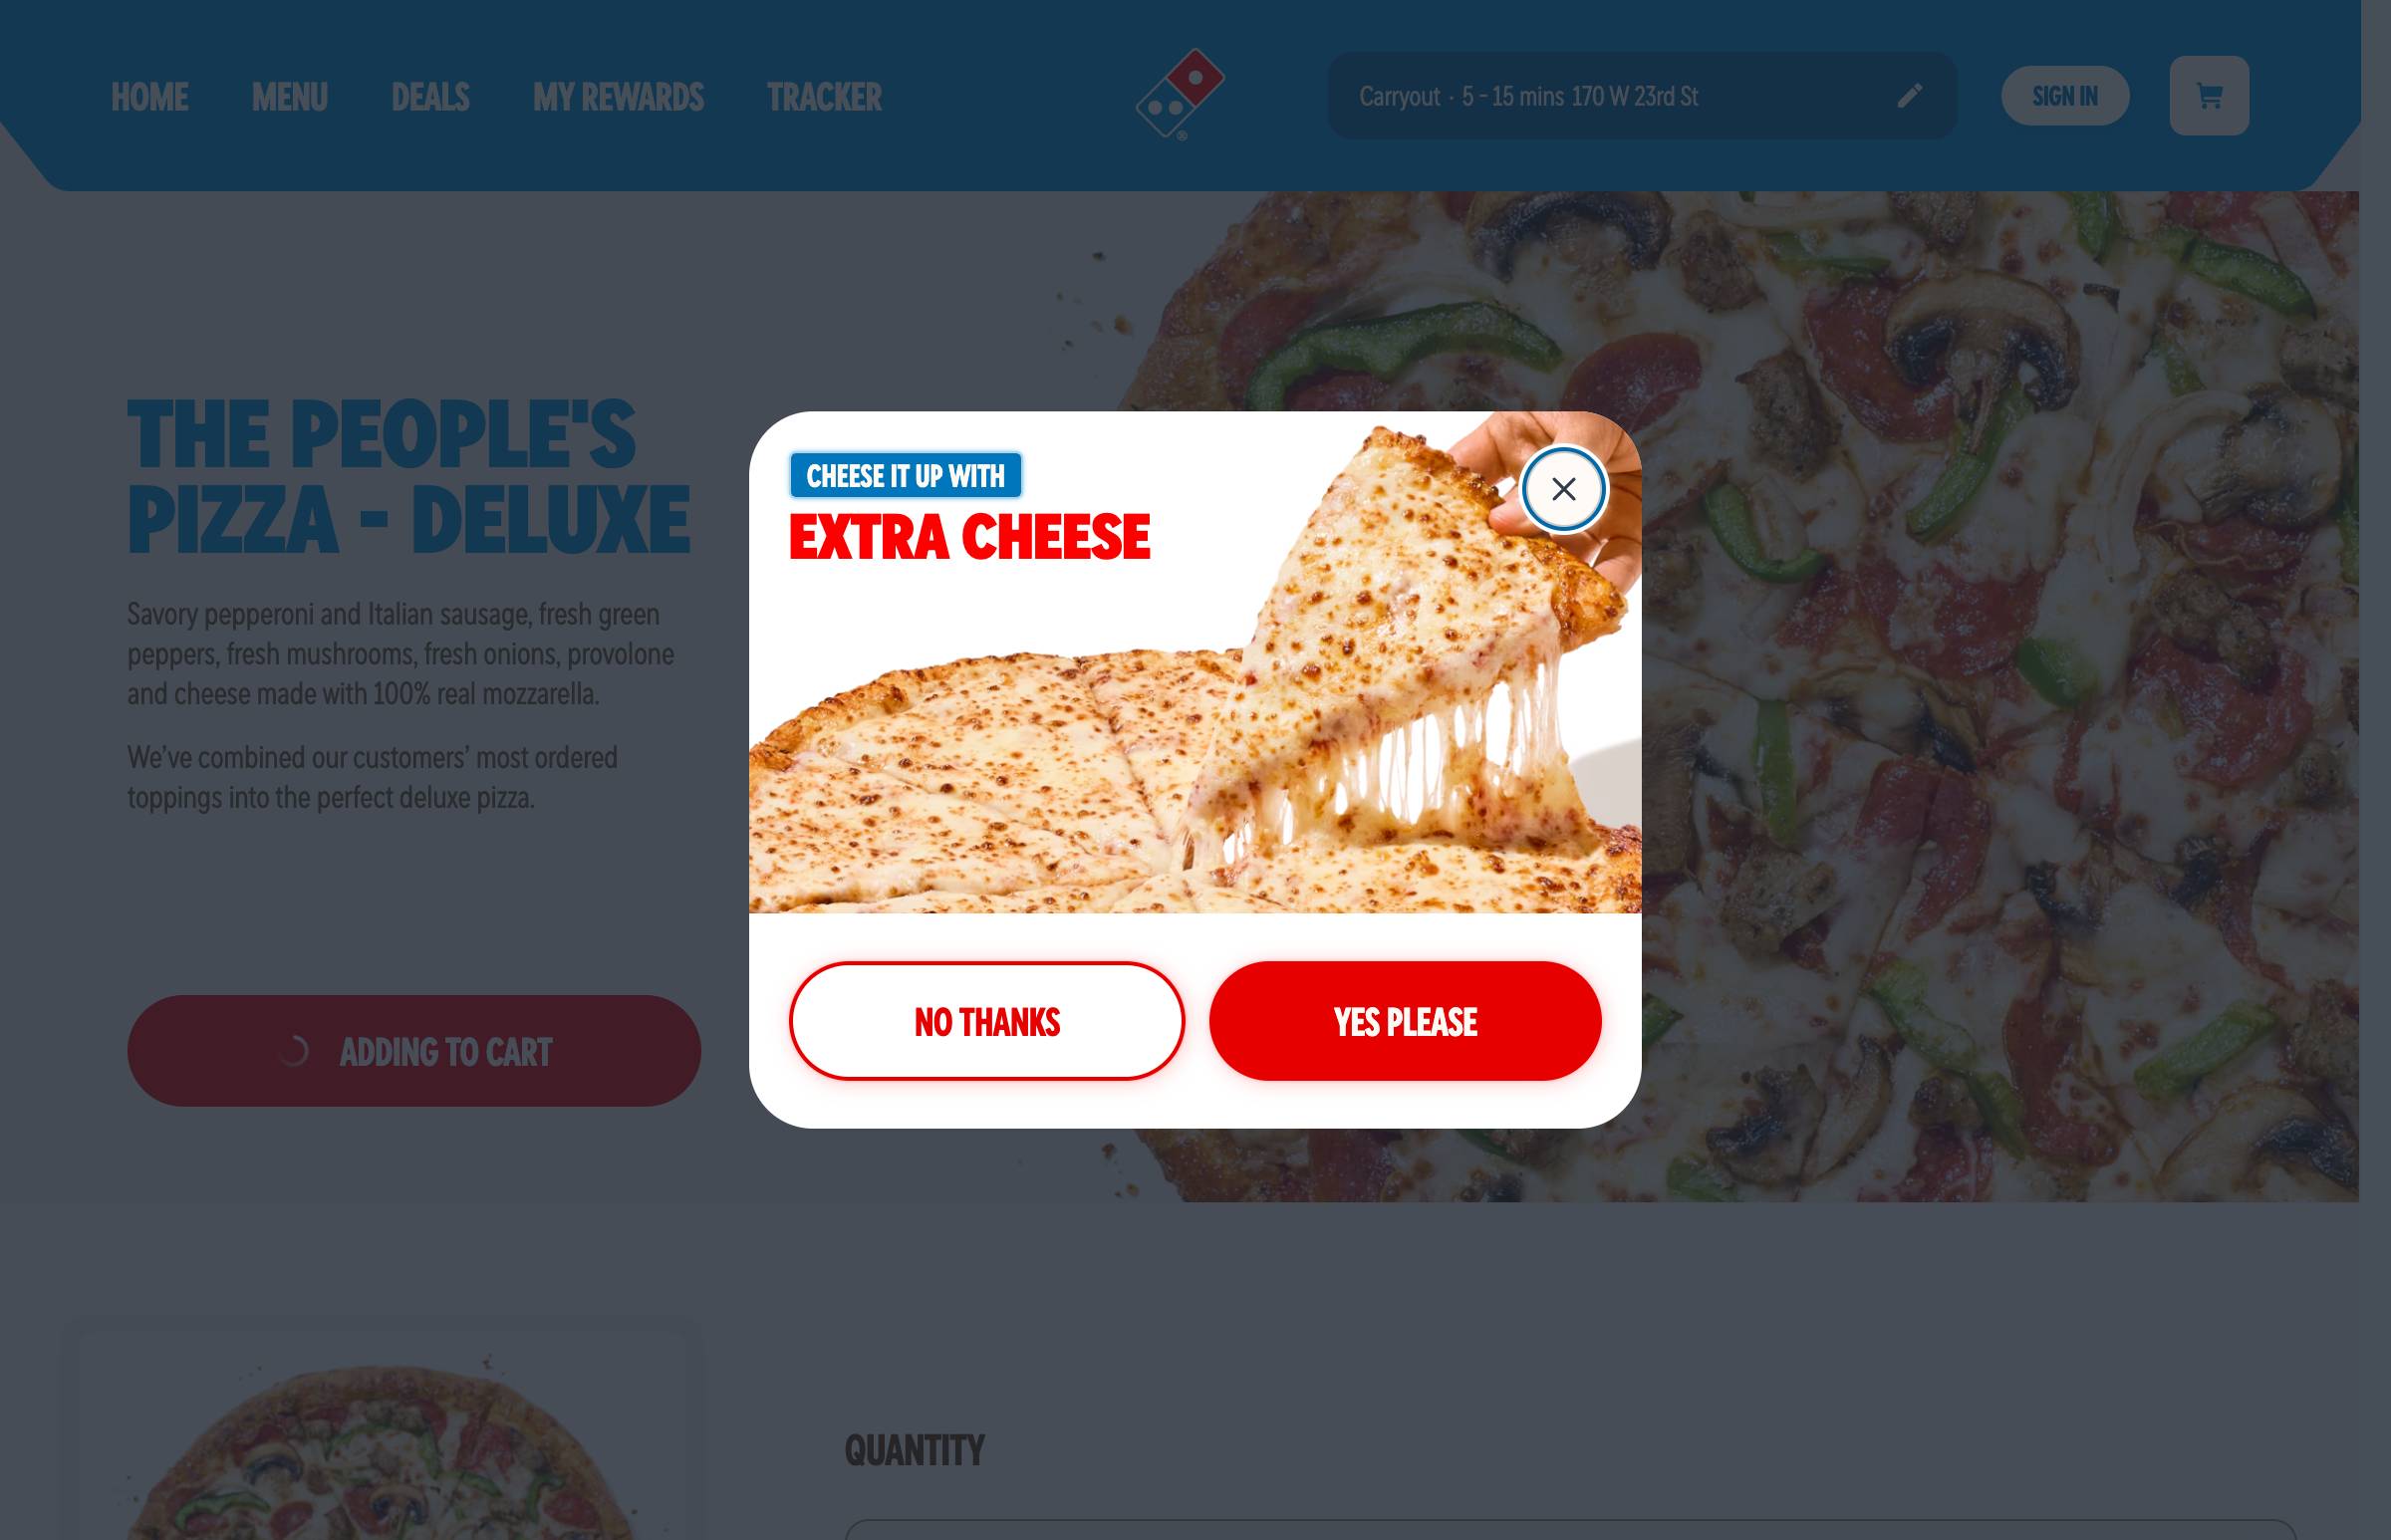 HOME MENU DEALS MY REWARDS TRACKER
®
Carryout · 5 - 15 mins 170 W 23rd St
SIGN IN
THE PEOPLE'S
PIZZA - DELUXE
Savory pepperoni and Italian sausage, fresh green
peppers, fresh mushrooms, fresh onions, provolone
and cheese made with 100% real mozzarella.
We’ve combined our customers’ most ordered
toppings into the perfect deluxe pizza.
ADDING TO CART
CHEESE IT UP WITH
EXTRA CHEESE
NO THANKS
YES PLEASE
QUANTITY